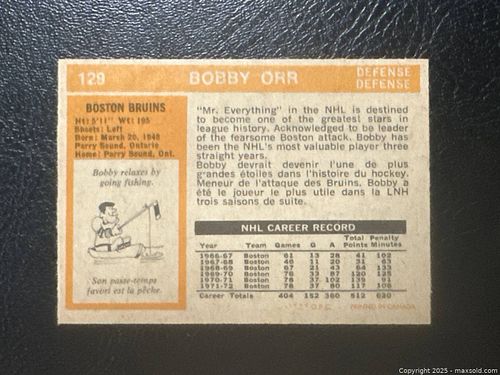 129 BOBBY ORR DEFENSE
DEFENSE
BOSTON BRUINS
Ht: 5'11" Wt: 195
Shoots: Left
Born: March 20, 1948
Parry Sound, Ontario
Home: Parry Sound, Ont.
Bobby relaxes by
going fishing.
Son passe-temps
favori est la pêche.
"Mr. Everything" in the NHL is destined
to become one of the greatest stars in
league history. Acknowledged to be leader
of the fearsome Boston attack. Bobby has
been the NHL's most valuable player three
straight years.
Bobby devrait devenir l'une de plus
grandes étoiles dans l'histoire du hockey.
Meneur de l'attaque des Bruins. Bobby a
été le joueur le plus utile dans la LNH
trois saisons de suite.
NHL CAREER RECORD
Total Penalty
Year Team Games G A Points Minutes
1966-67 Boston 61 13 28 41 102
1967-68 Boston 46 11 20 31 63
1968-69 Boston 67 21 43 64 133
1969-70 Boston 76 33 87 120 125
1970-71 Boston 78 37 102 139 91
1971-72 Boston 76 37 80 117 106
Career Totals 404 152 360 512 620
O.P.C. PRINTED IN CANADA
Copyright 2025 - maxsold.com